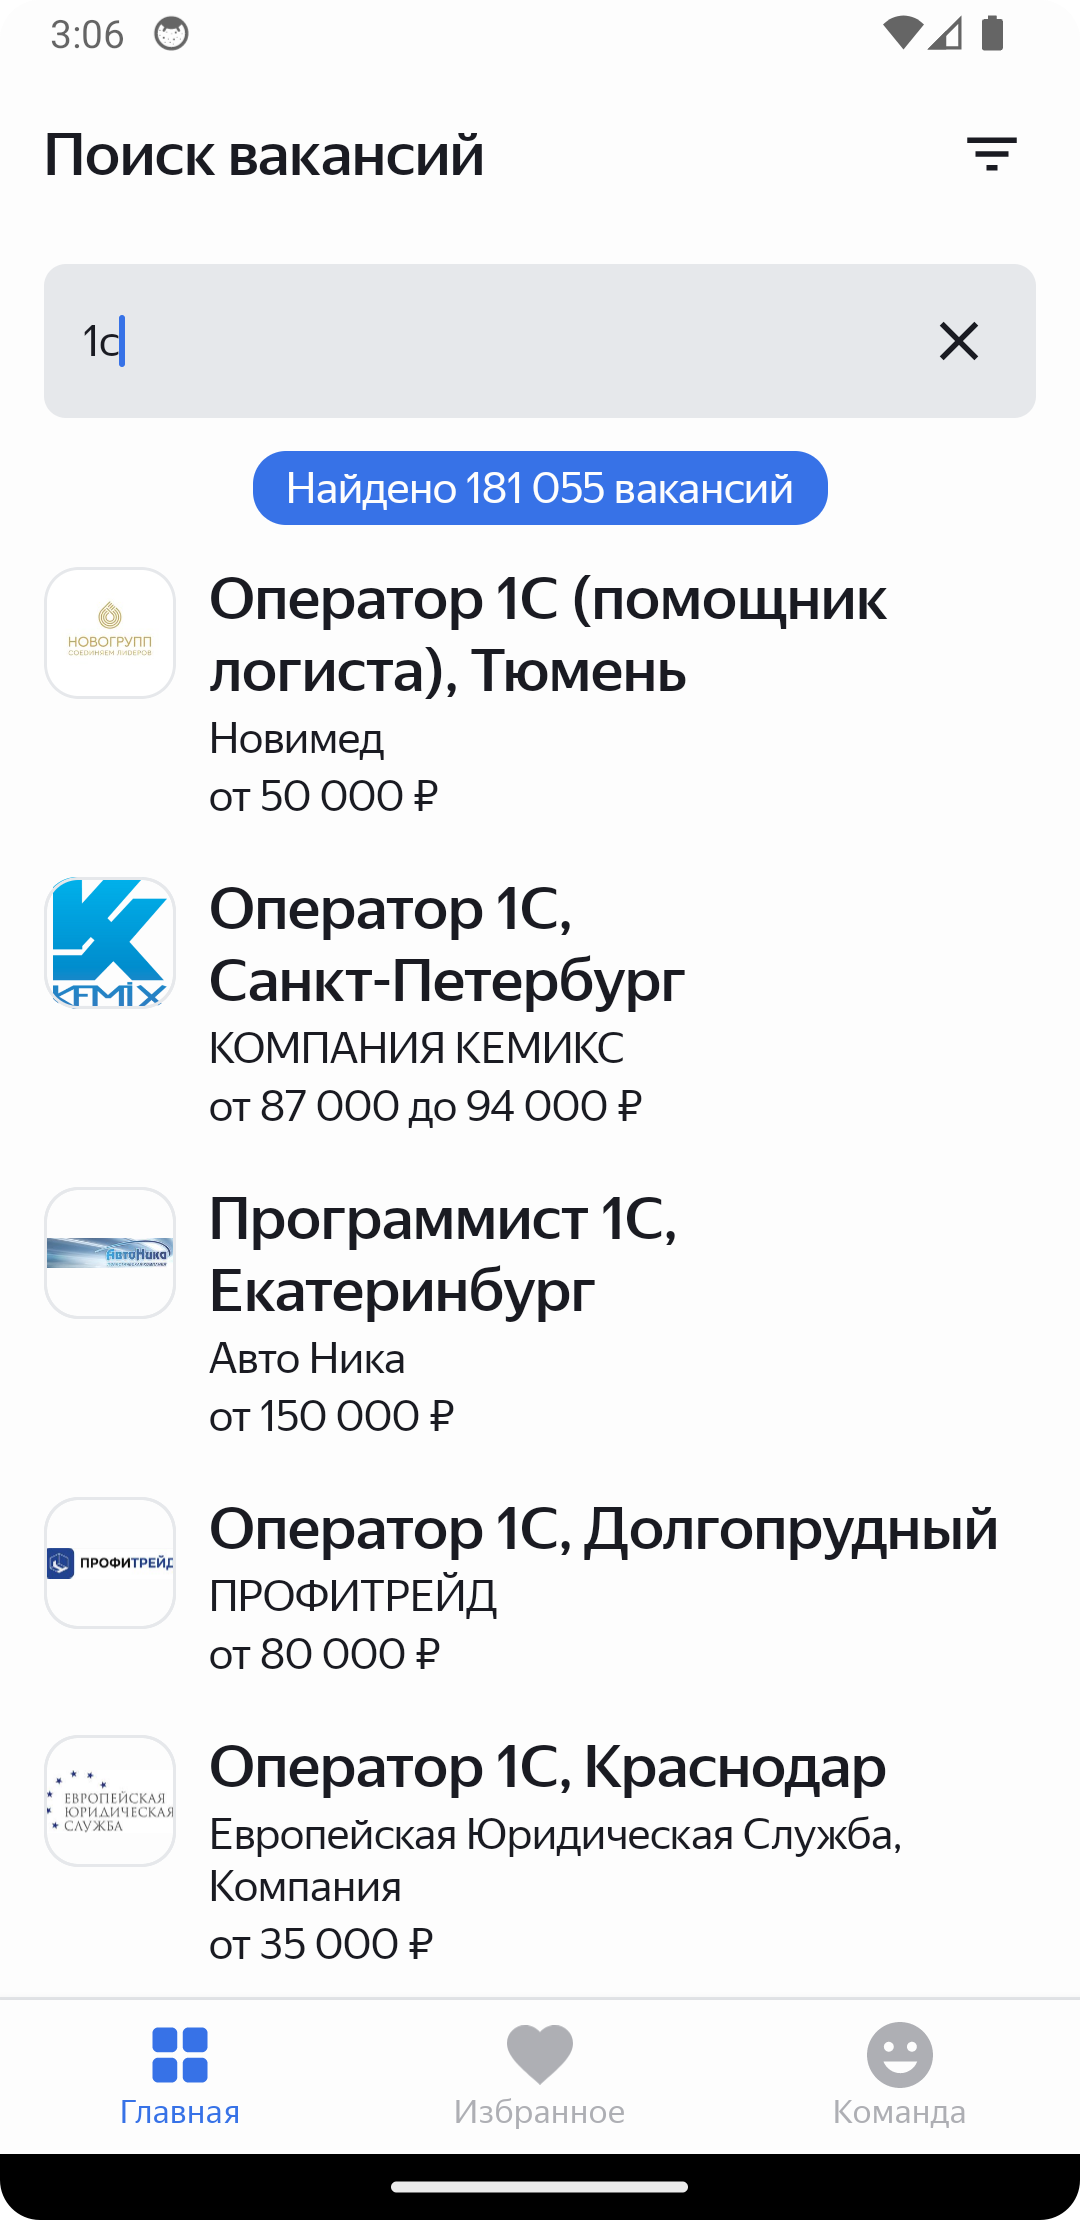 3:06
Поиск вакансий
1с
Найдено 181 055 вакансий
НОВОГРУПП
СОЕДИНЯЕМ ЛИДЕРОВ
Оператор 1С (помощник
логиста), Тюмень
Новимед
от 50 000 ₽
KEMiX
Оператор 1С,
Санкт-Петербург
КОМПАНИЯ КЕМИКС
от 87 000 до 94 000 ₽
АвтоНика
Программист 1С,
Екатеринбург
Авто Ника
от 150 000 ₽
ПРОФИТРЕЙД
Оператор 1С, Долгопрудный
ПРОФИТРЕЙД
от 80 000 ₽
ЕВРОПЕЙСКАЯ
ЮРИДИЧЕСКАЯ
СЛУЖБА
Оператор 1С, Краснодар
Европейская Юридическая Служба,
Компания
от 35 000 ₽
Главная
Избранное
Команда